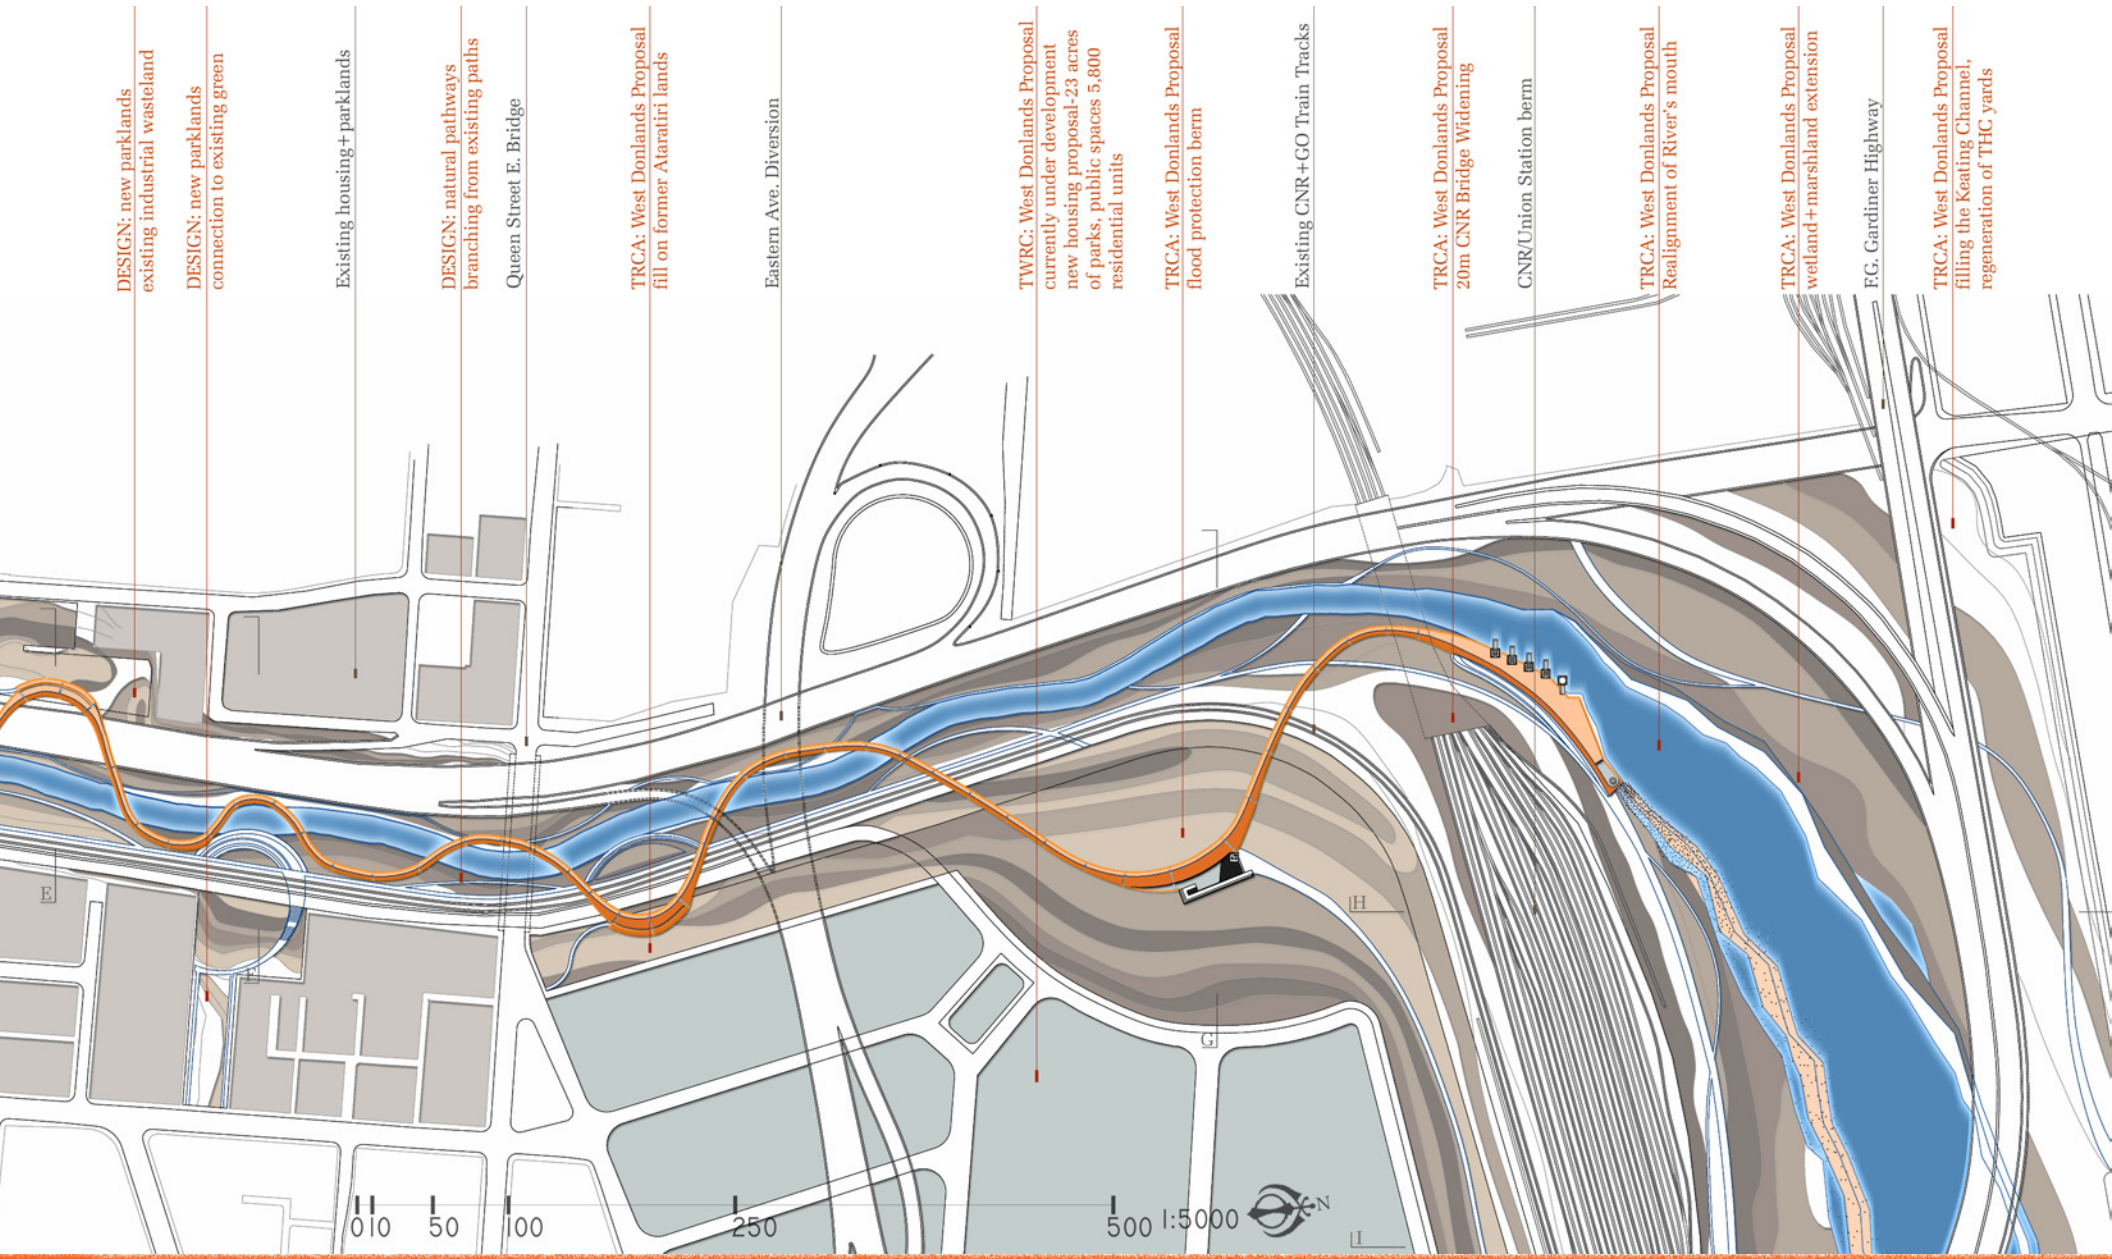 DESIGN: new parklands
existing industrial wasteland
DESIGN: new parklands
connection to existing green
Existing housing+parklands
DESIGN: natural pathways
branching from existing paths
Queen Street E. Bridge
TRCA: West Donlands Proposal
fill on former Ataratiri lands
Eastern Ave. Diversion
TWRC: West Donlands Proposal
currently under development
new housing proposal-23 acres
of parks, public spaces 5,800
residential units
TRCA: West Donlands Proposal
flood protection berm
Existing CNR+GO Train Tracks
TRCA: West Donlands Proposal
20m CNR Bridge Widening
CNR/Union Station berm
TRCA: West Donlands Proposal
Realignment of River's mouth
TRCA: West Donlands Proposal
wetland+marshland extension
F.G. Gardiner Highway
TRCA: West Donlands Proposal
filling the Keating Channel,
regeneration of THC yards
E
F
H
G
I
0 10 50 100 250 500 1:5000
N